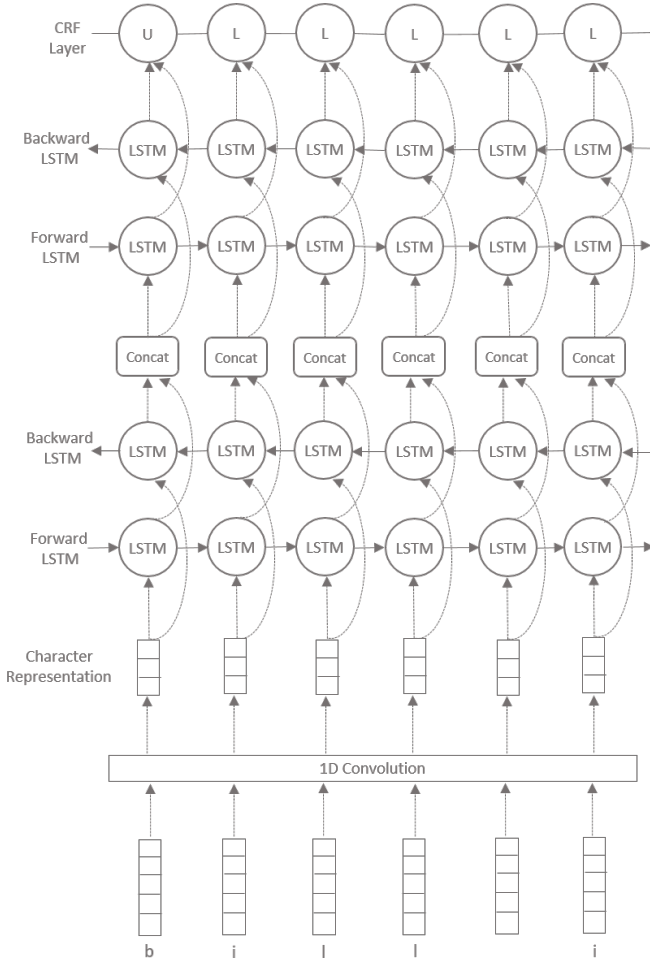 CRF
Layer
U L L L L L
Backward
LSTM
LSTM LSTM LSTM LSTM LSTM LSTM
Forward
LSTM
LSTM LSTM LSTM LSTM LSTM LSTM
Concat Concat Concat Concat Concat Concat
Backward
LSTM
LSTM LSTM LSTM LSTM LSTM LSTM
Forward
LSTM
LSTM LSTM LSTM LSTM LSTM LSTM
Character
Representation
1D Convolution
b i l l i